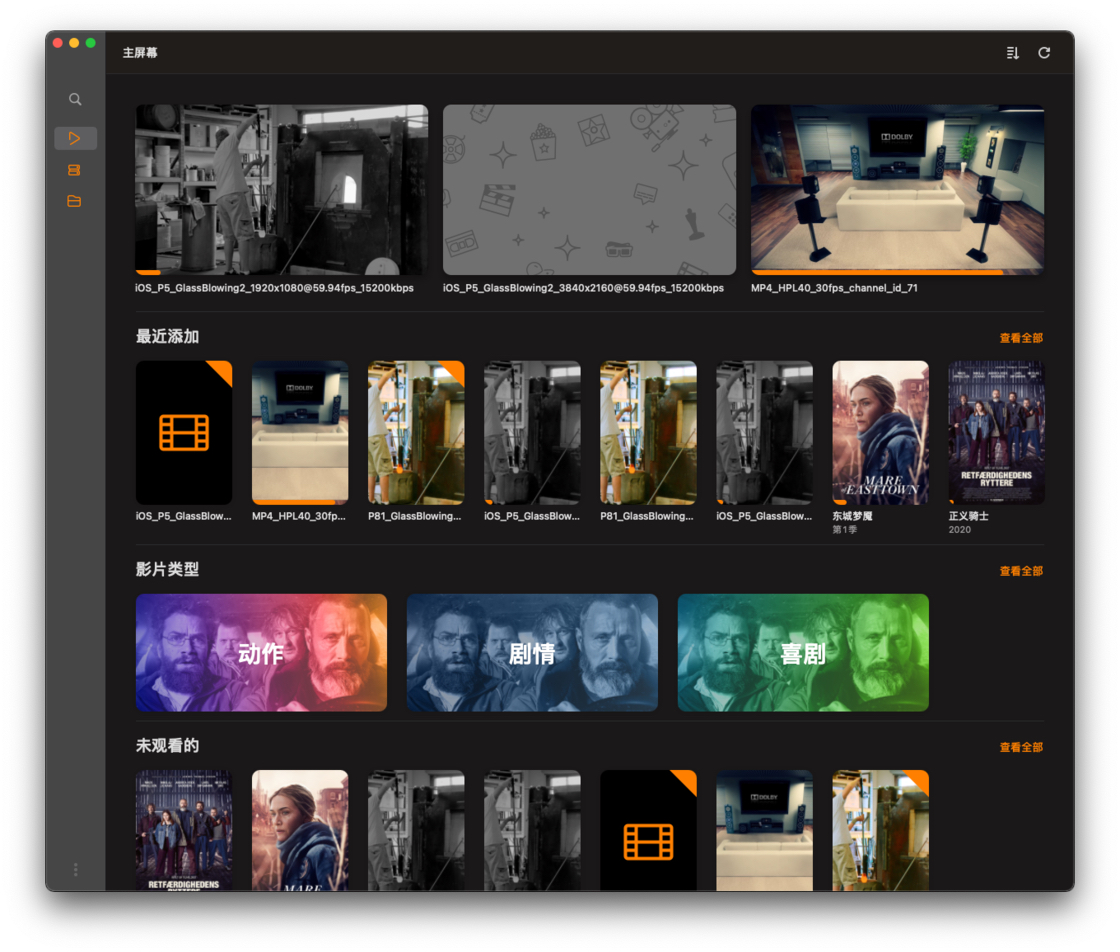 主屏幕
DOLBY
iOS_P5_GlassBlowing2_1920x1080@59.94fps_15200kbps
iOS_P5_GlassBlowing2_3840x2160@59.94fps_15200kbps
MP4_HPL40_30fps_channel_id_71
最近添加
查看全部
DOLBY
MARE
of EASTTOWN
RETFÆRDIGHEDENS
RYTTERE
iOS_P5_GlassBlow...
MP4_HPL40_30fp...
P81_GlassBlowing...
iOS_P5_GlassBlow...
P81_GlassBlowing...
iOS_P5_GlassBlow...
东城梦魇
第1季
正义骑士
2020
影片类型
查看全部
动作
剧情
喜剧
未观看的
查看全部
RETFÆRDIGHEDENS
RYTTERE
MARE
DOLBY